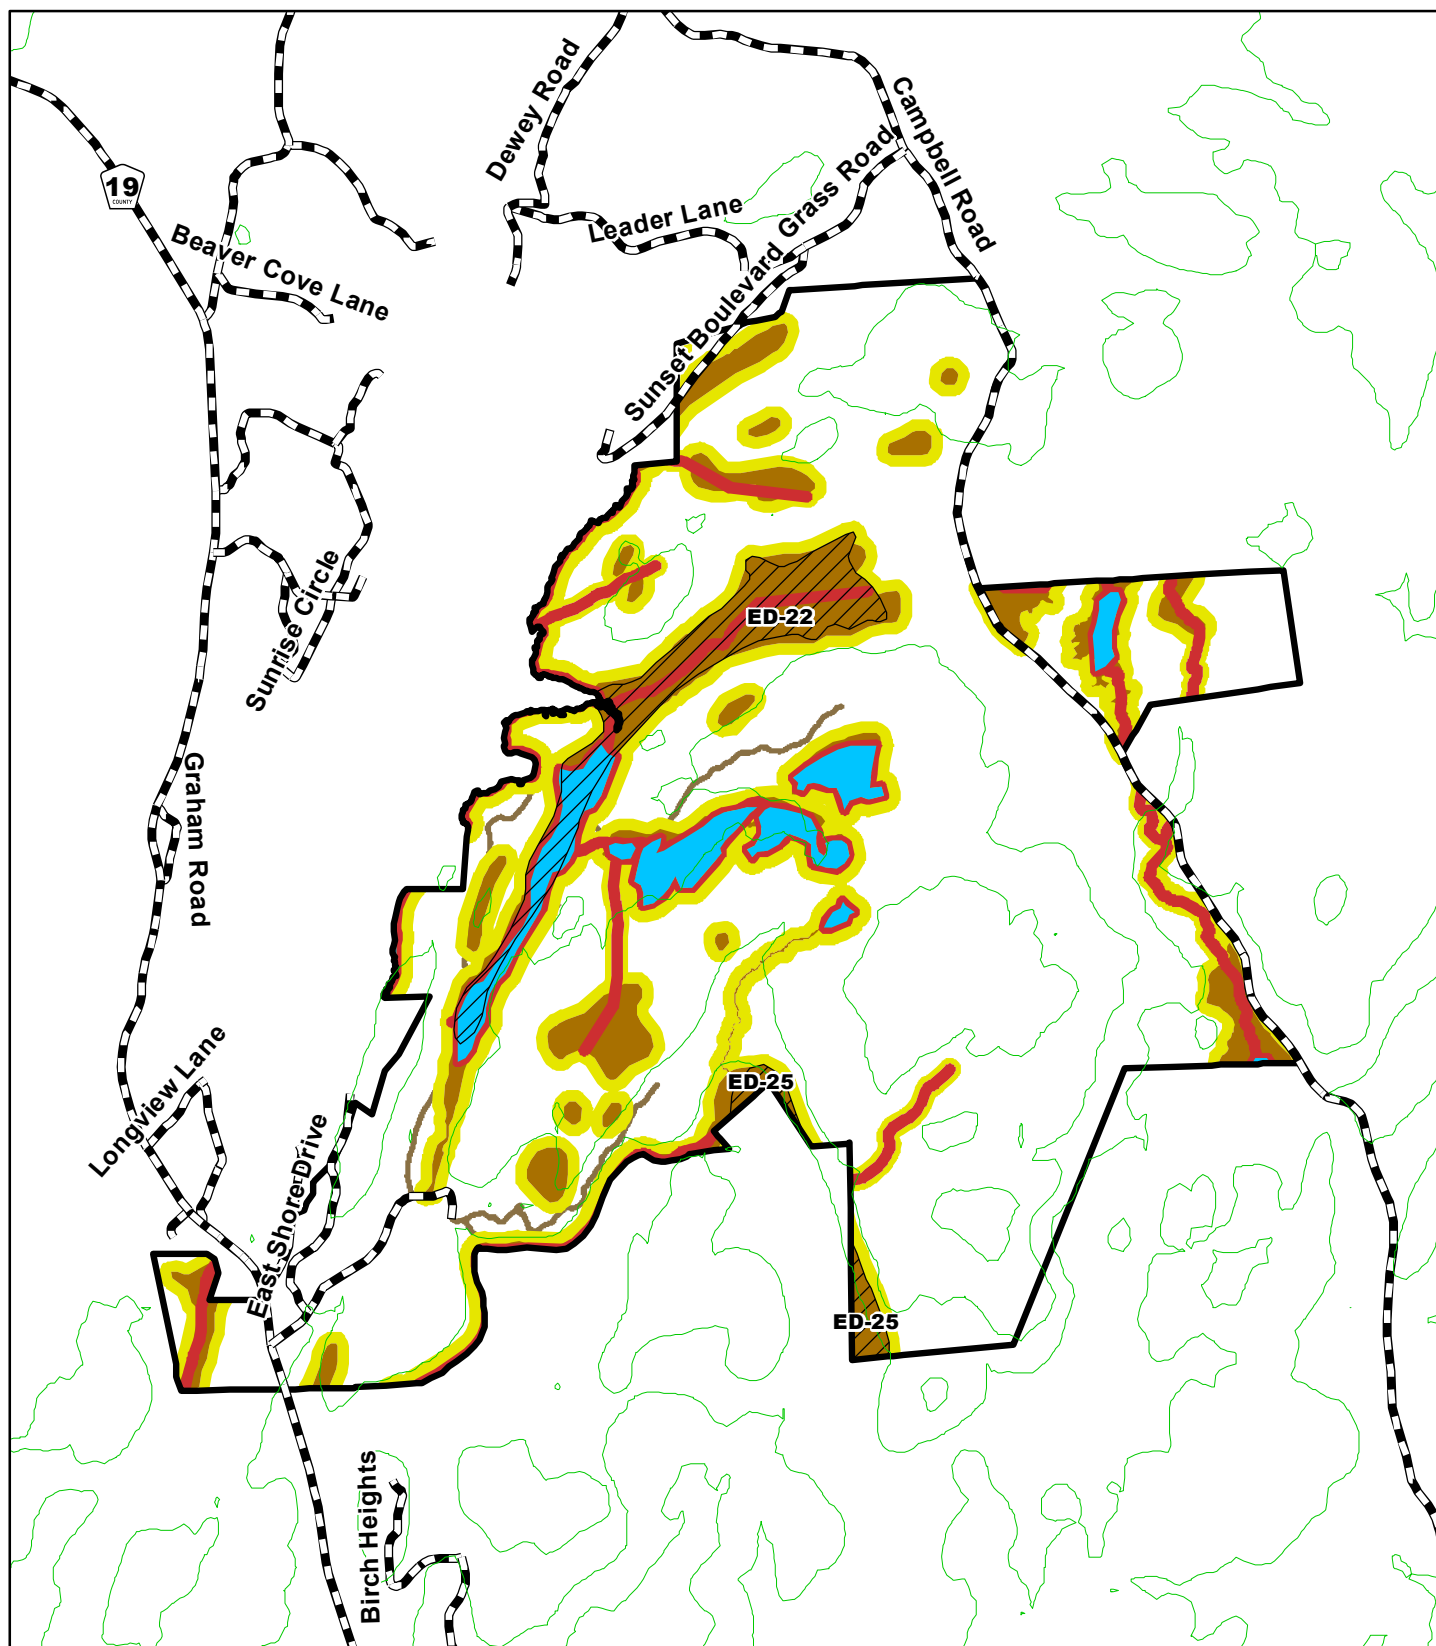 Dewey Road
Campbell Road
19
COUNTY
Grass Road
Leader Lane
Beaver Cove Lane
Sunset Boulevard
Sunrise Circle
ED-22
Graham Road
Longview Lane
ED-25
East Shore Drive
ED-25
Birch Heights